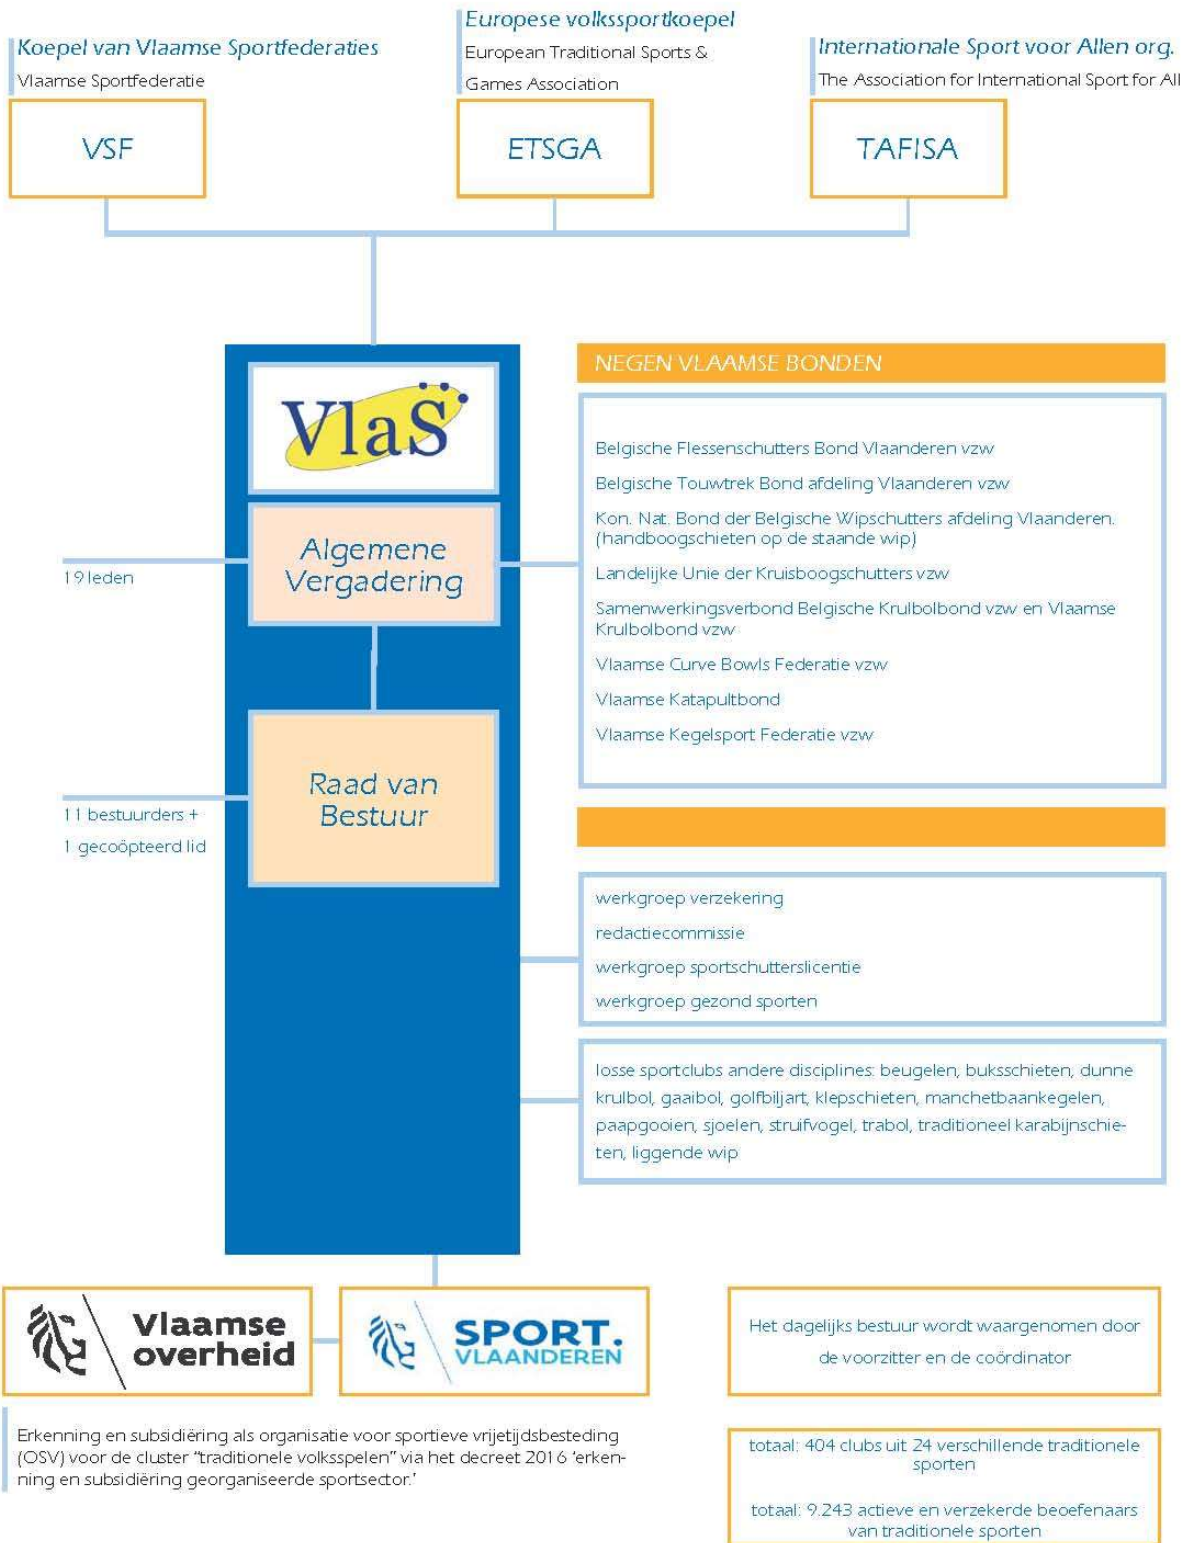 Koepel van Vlaamse Sportfederaties
Vlaamse Sportfederatie
VSF
Europese volkssportkoepel
European Traditional Sports &
Games Association
ETSGA
Internationale Sport voor Allen org.
The Association for International Sport for All
TAFISA
VlaS
Algemene
Vergadering
19 leden
Raad van
Bestuur
11 bestuurders +
1 gecoöpteerd lid
NEGEN VLAAMSE BONDEN
Belgische Flessenschutters Bond Vlaanderen vzw
Belgische Touwtrek Bond afdeling Vlaanderen vzw
Kon. Nat. Bond der Belgische Wipschutters afdeling Vlaanderen.
(handboogschieten op de staande wip)
Landelijke Unie der Kruisboogschutters vzw
Samenwerkingsverbond Belgische Krulbolbond vzw en Vlaamse
Krulbolbond vzw
Vlaamse Curve Bowls Federatie vzw
Vlaamse Katapultbond
Vlaamse Kegelsport Federatie vzw
werkgroep verzekering
redactiecommissie
werkgroep sportschutterslicentie
werkgroep gezond sporten
losse sportclubs andere disciplines: beugelen, buksschieten, dunne
krulbol, gaaibol, golfbiljart, klepschieten, manchetbaankegelen,
paapgooien, sjoelen, struifvogel, trabol, traditioneel karabijnschie-
ten, liggende wip
Vlaamse
overheid
SPORT.
VLAANDEREN
Het dagelijks bestuur wordt waargenomen door
de voorzitter en de coördinator
Erkenning en subsidiëring als organisatie voor sportieve vrijetijdsbesteding
(OSV) voor de cluster "traditionele volksspelen" via het decreet 2016 'erken-
ning en subsidiëring georganiseerde sportsector.'
totaal: 404 clubs uit 24 verschillende traditionele
sporten
totaal: 9.243 actieve en verzekerde beoefenaars
van traditionele sporten